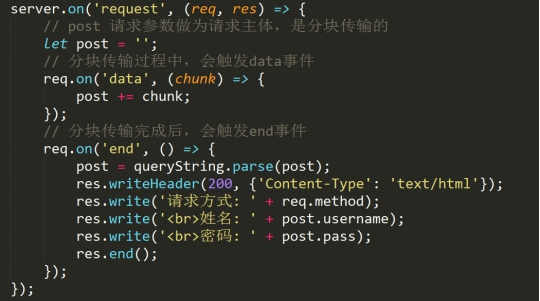 server.on('request', (req, res) => {
    // post 请求参数做为请求主体，是分块传输的
    let post = '';
    // 分块传输过程中，会触发data事件
    req.on('data', (chunk) => {
        post += chunk;
    });
    // 分块传输完成后，会触发end事件
    req.on('end', () => {
        post = queryString.parse(post);
        res.writeHeader(200, {'Content-Type': 'text/html'});
        res.write('请求方式: ' + req.method);
        res.write('<br>姓名: ' + post.username);
        res.write('<br>密码: ' + post.pass);
        res.end();
    });
});